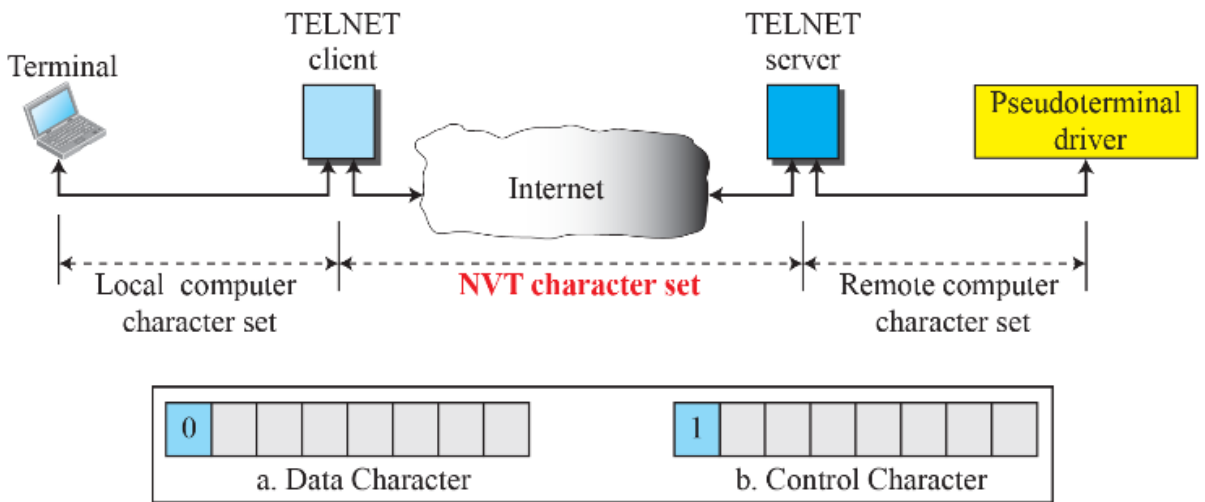 TELNET
client
TELNET
server
Terminal
Pseudoterminal
driver
Internet
Local computer
character set
NVT character set
Remote computer
character set
0
1
a. Data Character
b. Control Character